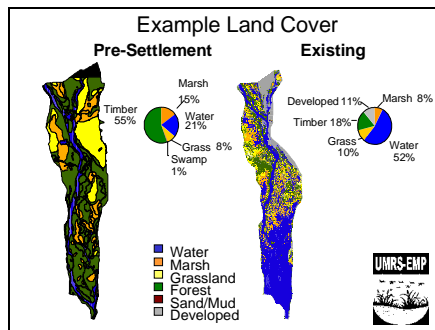 Example Land Cover
Pre-Settlement
Existing
Timber
55%
Marsh
15%
Water
21%
Grass 8%
Swamp
1%
Developed 11%
Marsh 8%
Timber 18%
Grass
10%
Water
52%
Water
Marsh
Grassland
Forest
Sand/Mud
Developed
UMRS-EMP